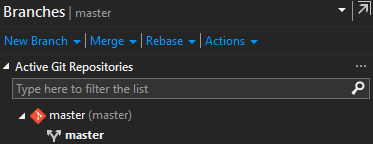 Branches | master
New Branch | Merge | Rebase | Actions
Active Git Repositories
Type here to filter the list
master (master)
master